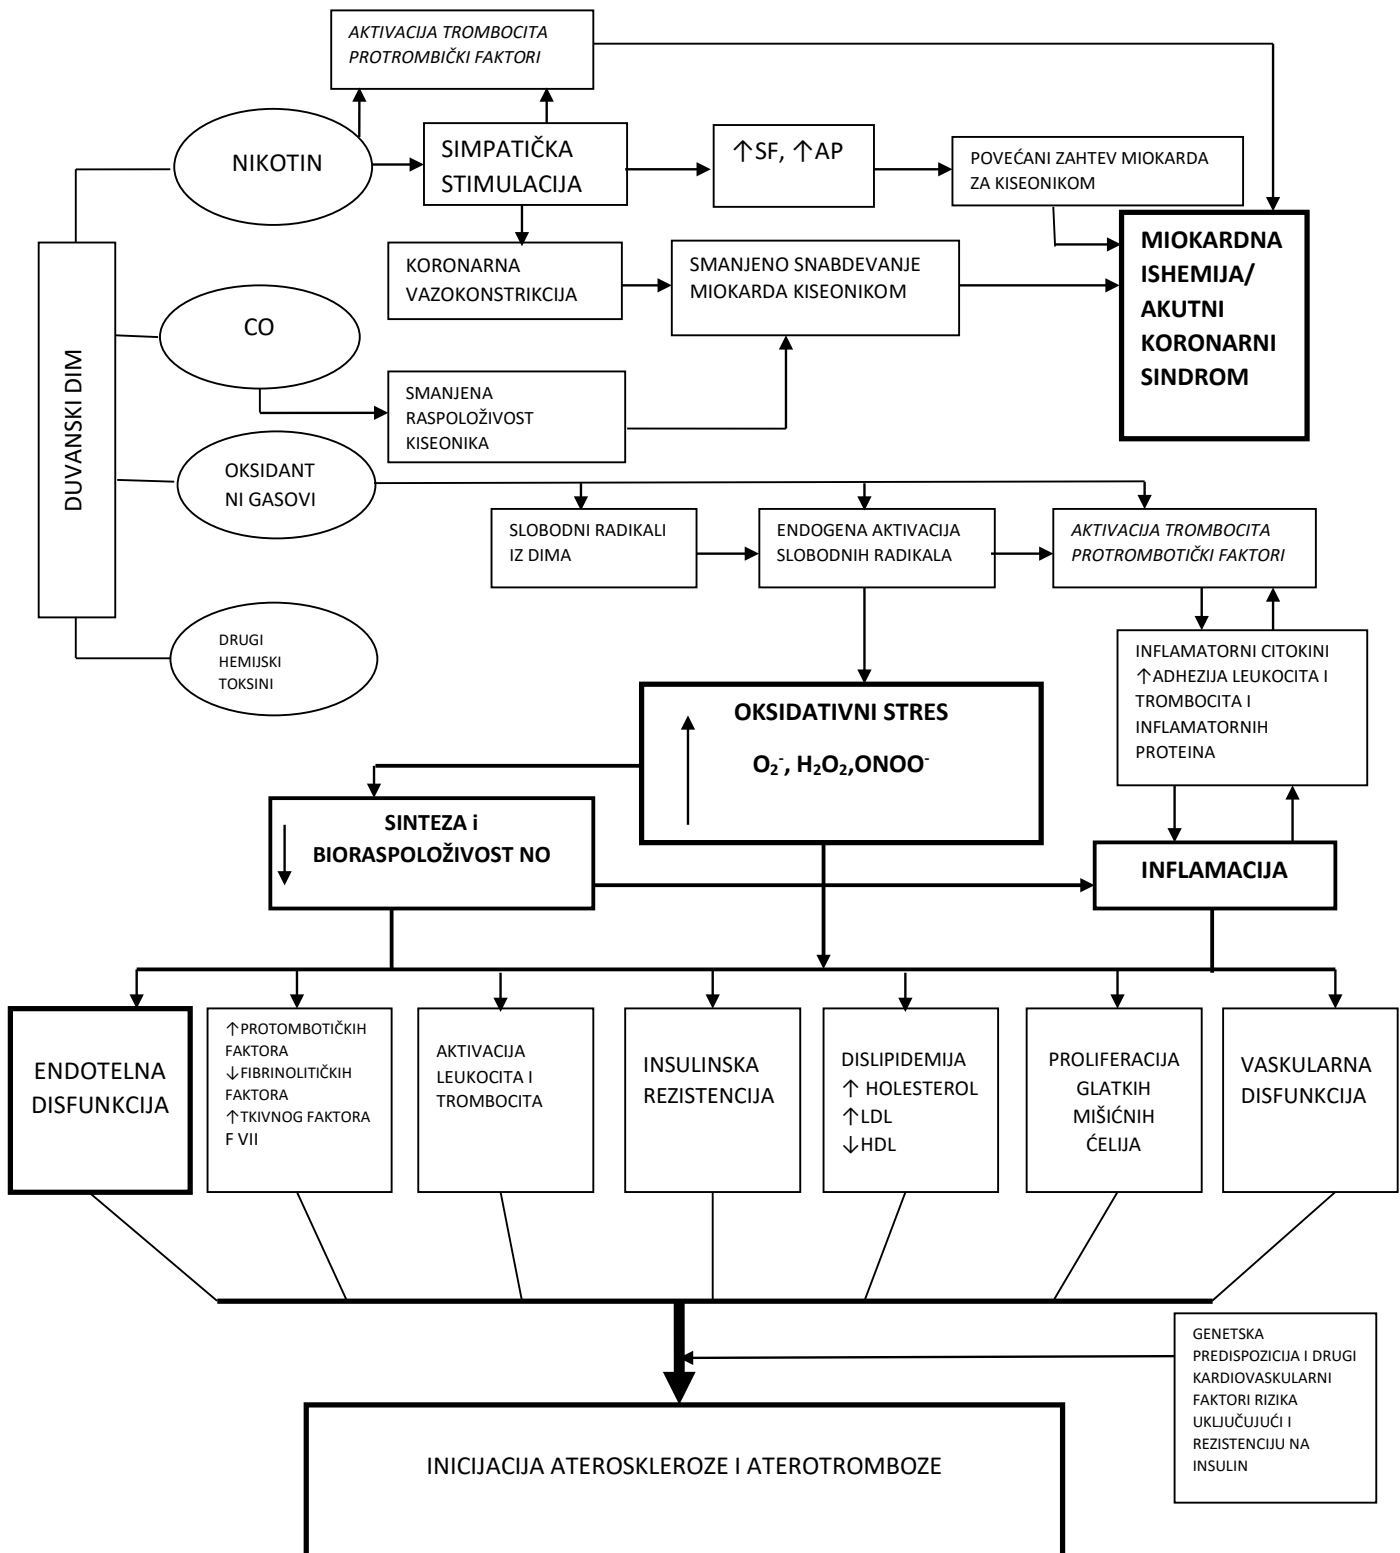 AKTIVACIJA TROMBOCITA
PROTROMBIČKI FAKTORI
NIKOTIN
SIMPATIČKA
STIMULACIJA
↑SF, ↑AP
POVEĆANI ZAHTEV MIOKARDA
ZA KISEONIKOM
MIOKARDNA
ISHEMIJA/
AKUTNI
KORONARNI
SINDROM
KORONARNA
VAZOKONSTRIKCIJA
SMANJENO SNABDEVANJE
MIOKARDA KISEONIKOM
CO
DUVANSKI DIM
SMANJENA
RASPOLOŽIVOST
KISEONIKA
OKSIDANT
NI GASOVI
SLOBODNI RADIKALI
IZ DIMA
ENDOGENA AKTIVACIJA
SLOBODNIH RADIKALA
AKTIVACIJA TROMBOCITA
PROTROMBOTIČKI FAKTORI
DRUGI
HEMIJSKI
TOKSINI
INFLAMATORNI CITOKINI
↑ADHEZIJA LEUKOCITA I
TROMBOCITA I
INFLAMATORNIH
PROTEINA
OKSIDATIVNI STRES
O₂⁻, H₂O₂,ONOO⁻
SINTEZA i
BIORASPOLOŽIVOST NO
INFLAMACIJA
ENDOTELNA
DISFUNKCIJA
↑PROTOMBOTIČKIH
FAKTORA
↓FIBRINOLITIČKIH
FAKTORA
↑TKIVNOG FAKTORA
F VII
AKTIVACIJA
LEUKOCITA I
TROMBOCITA
INSULINSKA
REZISTENCIJA
DISLIPIDEMIJA
↑ HOLESTEROL
↑LDL
↓HDL
PROLIFERACIJA
GLATKIH
MIŠIĆNIH
ĆELIJA
VASKULARNA
DISFUNKCIJA
GENETSKA
PREDISPOZICIJA I DRUGI
KARDIOVASKULARNI
FAKTORI RIZIKA
UKLJUČUJUĆI I
REZISTENCIJU NA
INSULIN
INICIJACIJA ATEROSKLEROZE I ATEROTROMBOZE